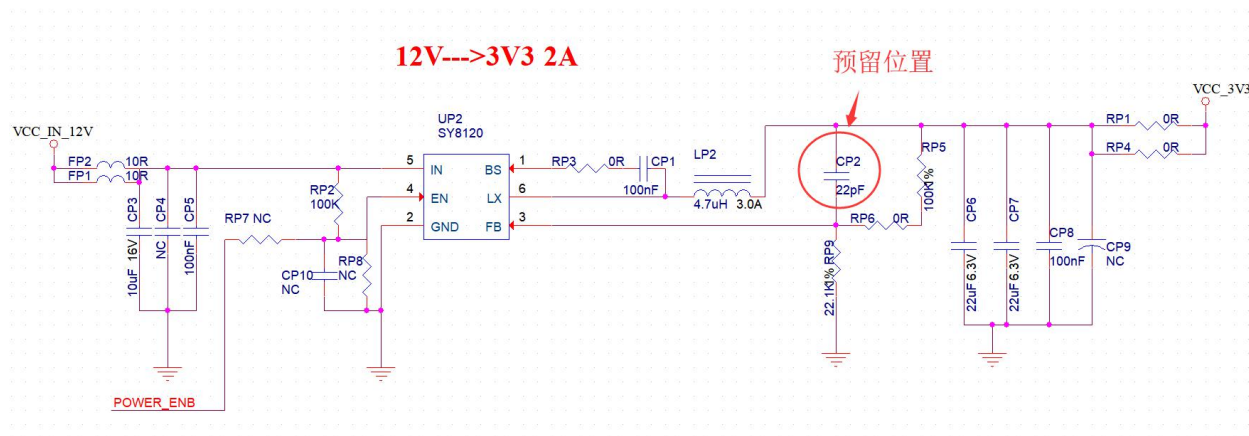 12V--->3V3 2A
预留位置
VCC_3V3
VCC_IN_12V
UP2
SY8120
FP2 10R
FP1 10R
RP1 0R
RP4 0R
5 IN
4 EN
2 GND
BS 1
LX 6
FB 3
RP3 0R
CP1
100nF
LP2
4.7uH 3.0A
CP2
22pF
RP5
100K1%
RP6 0R
RP9
22.1K1%
RP2
100K
RP7 NC
RP8
NC
CP10
NC
CP3
10uF 16V
CP4
NC
CP5
100nF
CP6
22uF 6.3V
CP7
22uF 6.3V
CP8
100nF
CP9
NC
POWER_ENB